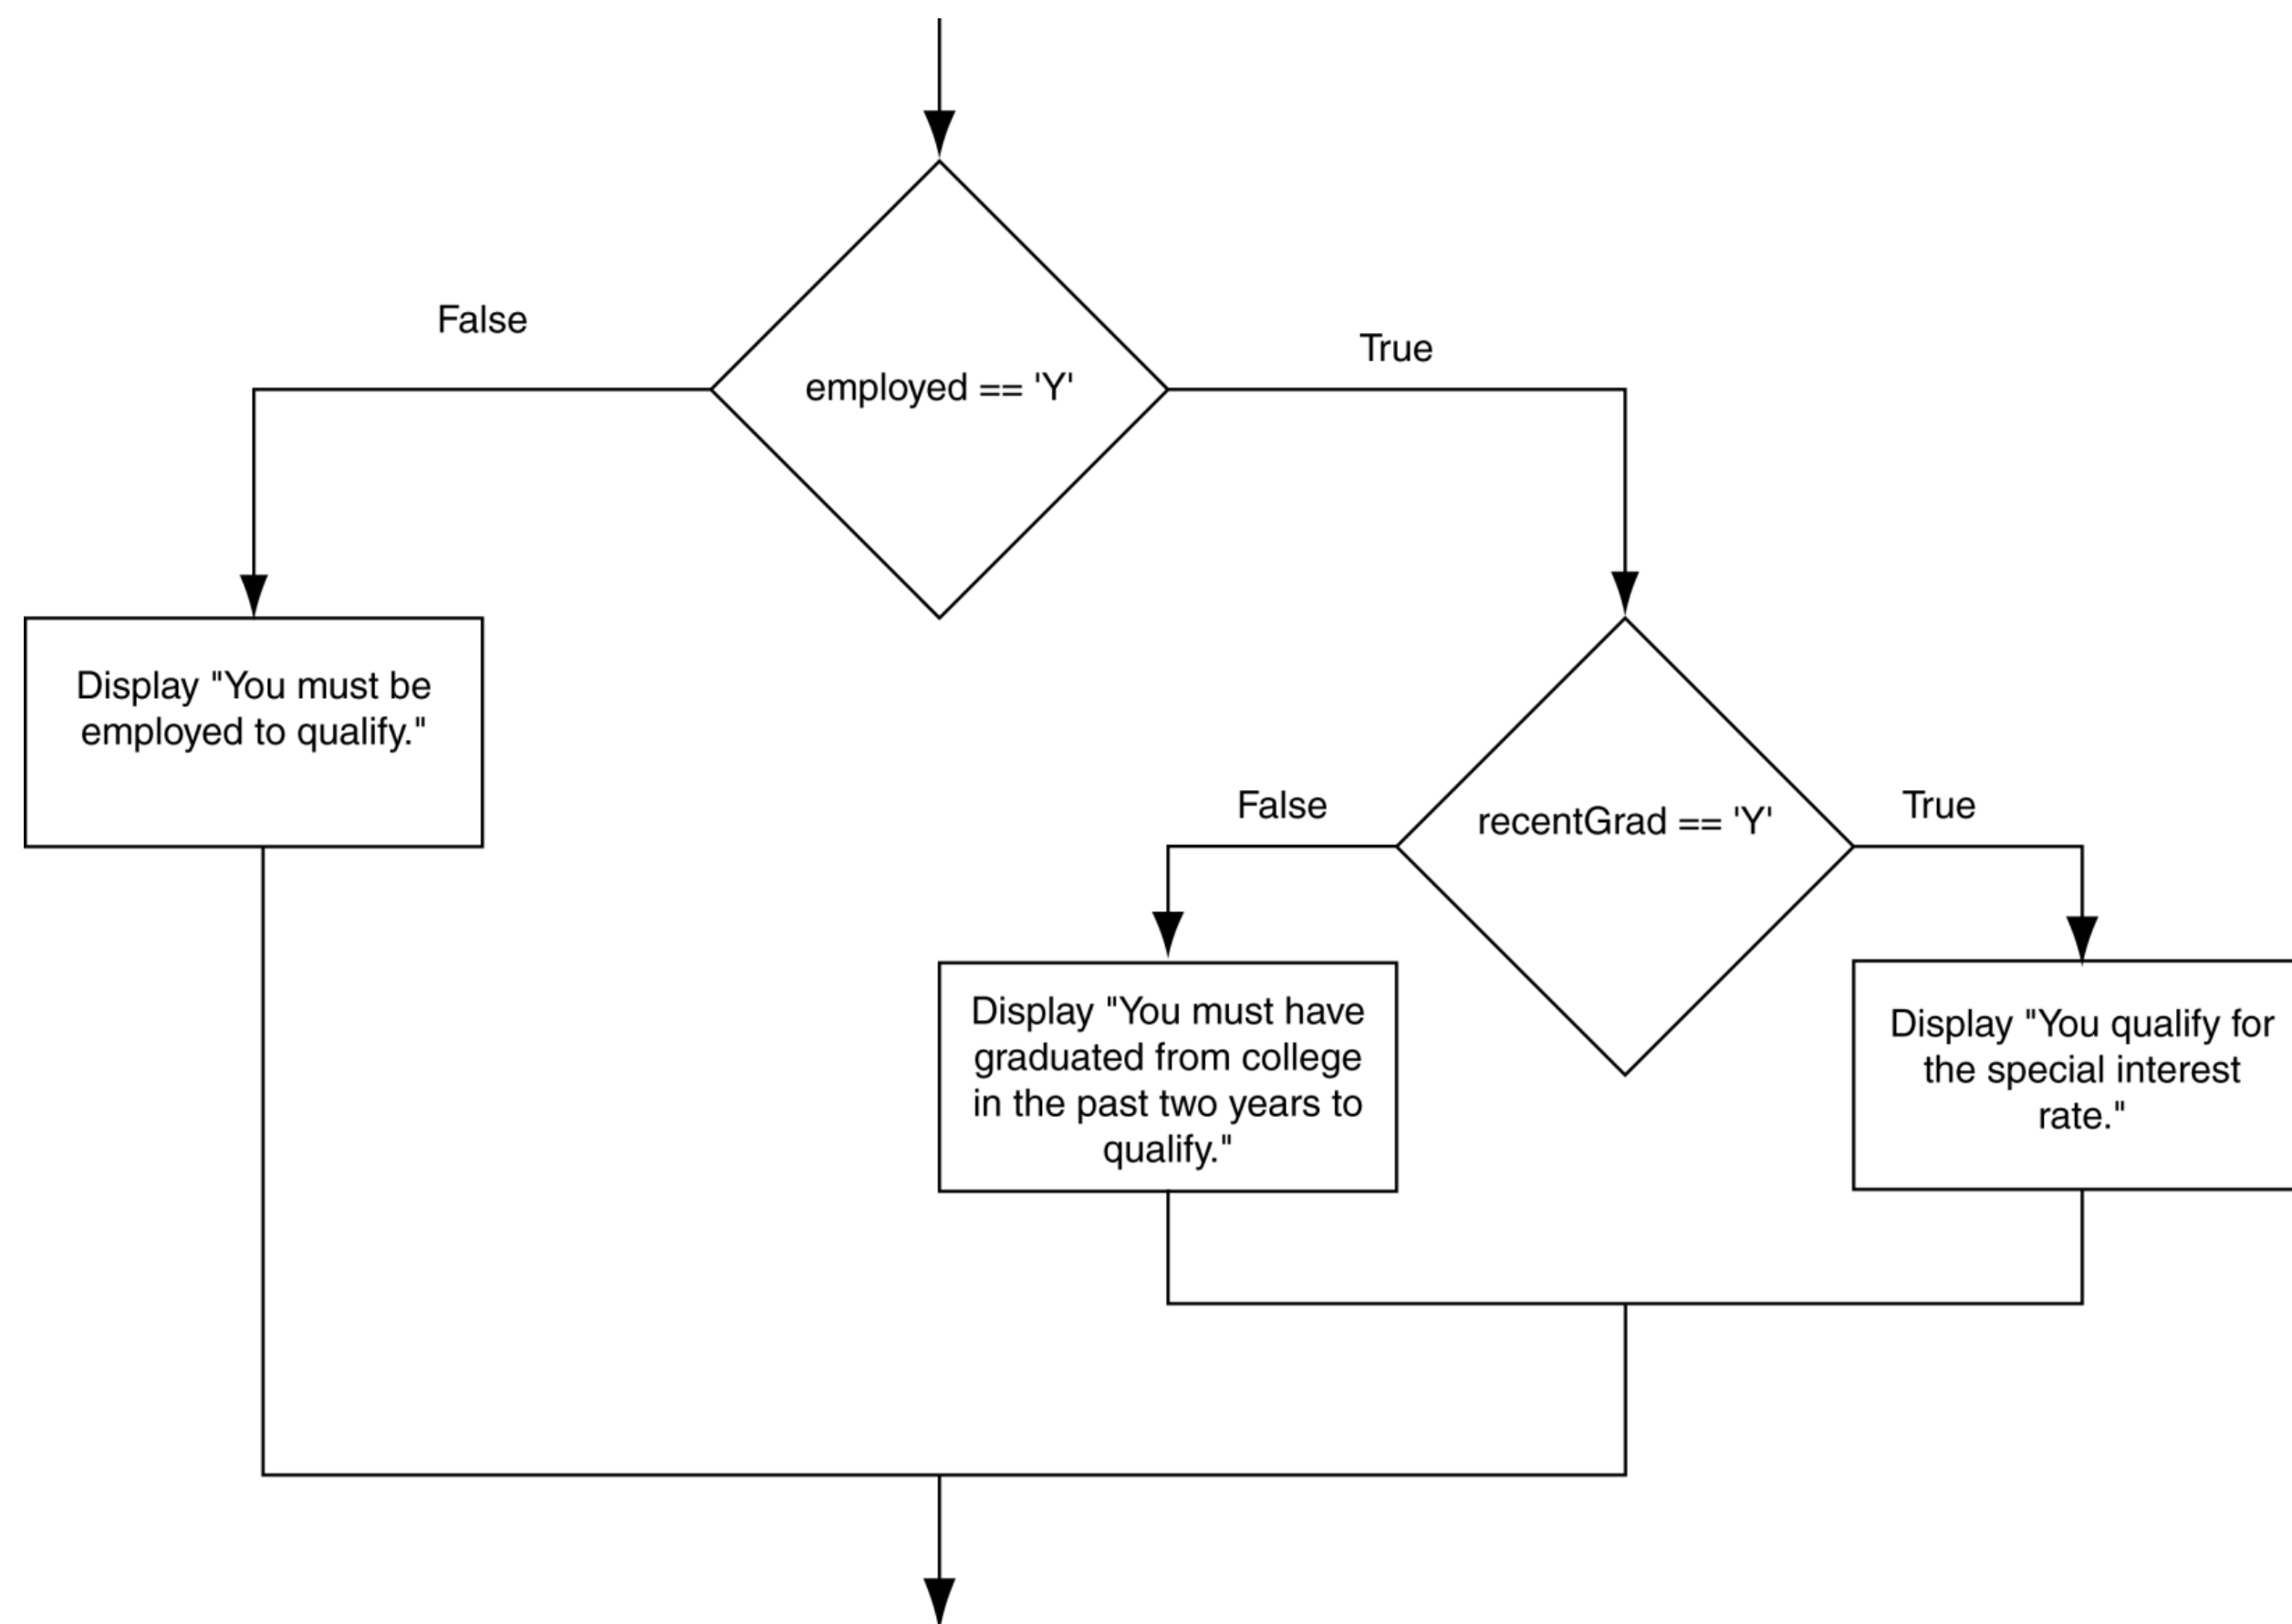 False
employed == 'Y'
True
Display "You must be
employed to qualify."
False
recentGrad == 'Y'
True
Display "You must have
graduated from college
in the past two years to
qualify."
Display "You qualify for
the special interest
rate."